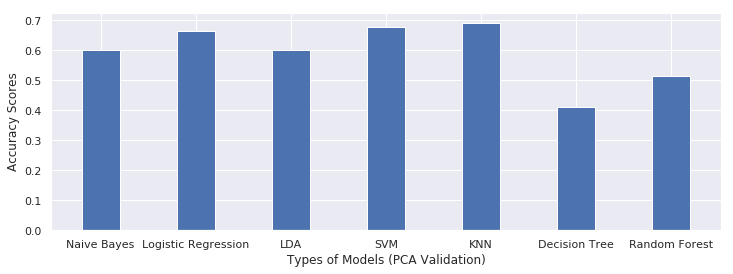 0.7
0.6
0.5
0.4
0.3
0.2
0.1
0.0
Accuracy Scores
Naive Bayes Logistic Regression LDA SVM KNN Decision Tree Random Forest
Types of Models (PCA Validation)